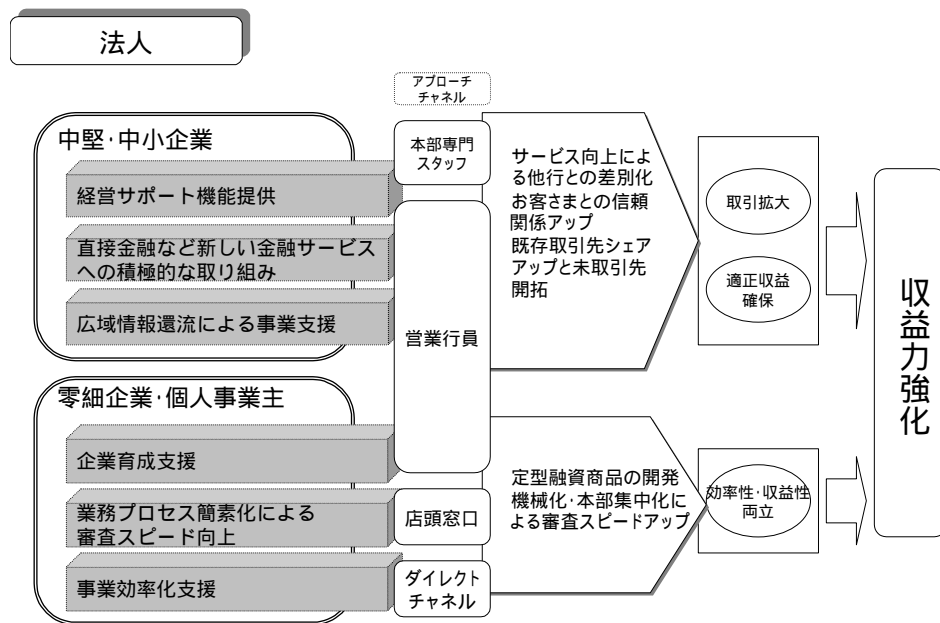 法人
アプローチ
チャネル
中堅･中小企業
経営サポート機能提供
直接金融など新しい金融サービス
への積極的な取り組み
広域情報還流による事業支援
零細企業･個人事業主
企業育成支援
業務プロセス簡素化による
審査スピード向上
事業効率化支援
本部専門
スタッフ
営業行員
店頭窓口
ダイレクト
チャネル
サービス向上によ
る他行との差別化
お客さまとの信頼
関係アップ
既存取引先シェア
アップと未取引先
開拓
定型融資商品の開発
機械化･本部集中化に
よる審査スピードアップ
取引拡大
適正収益
確保
効率性･収益性
両立
収益力強化